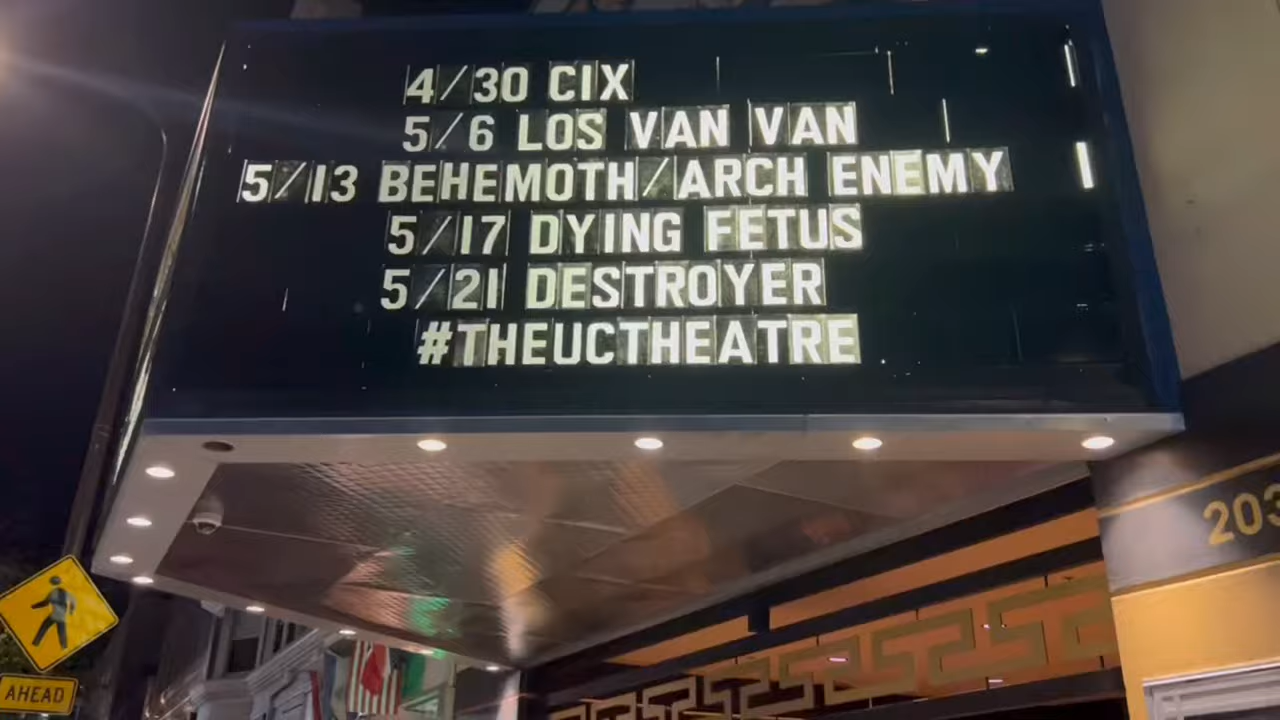 4/30 CIX
5/6 LOS VAN VAN
5/13 BEHEMOTH/ARCH ENEMY
5/17 DYING FETUS
5/21 DESTROYER
#THEUCTHEATRE
203
AHEAD